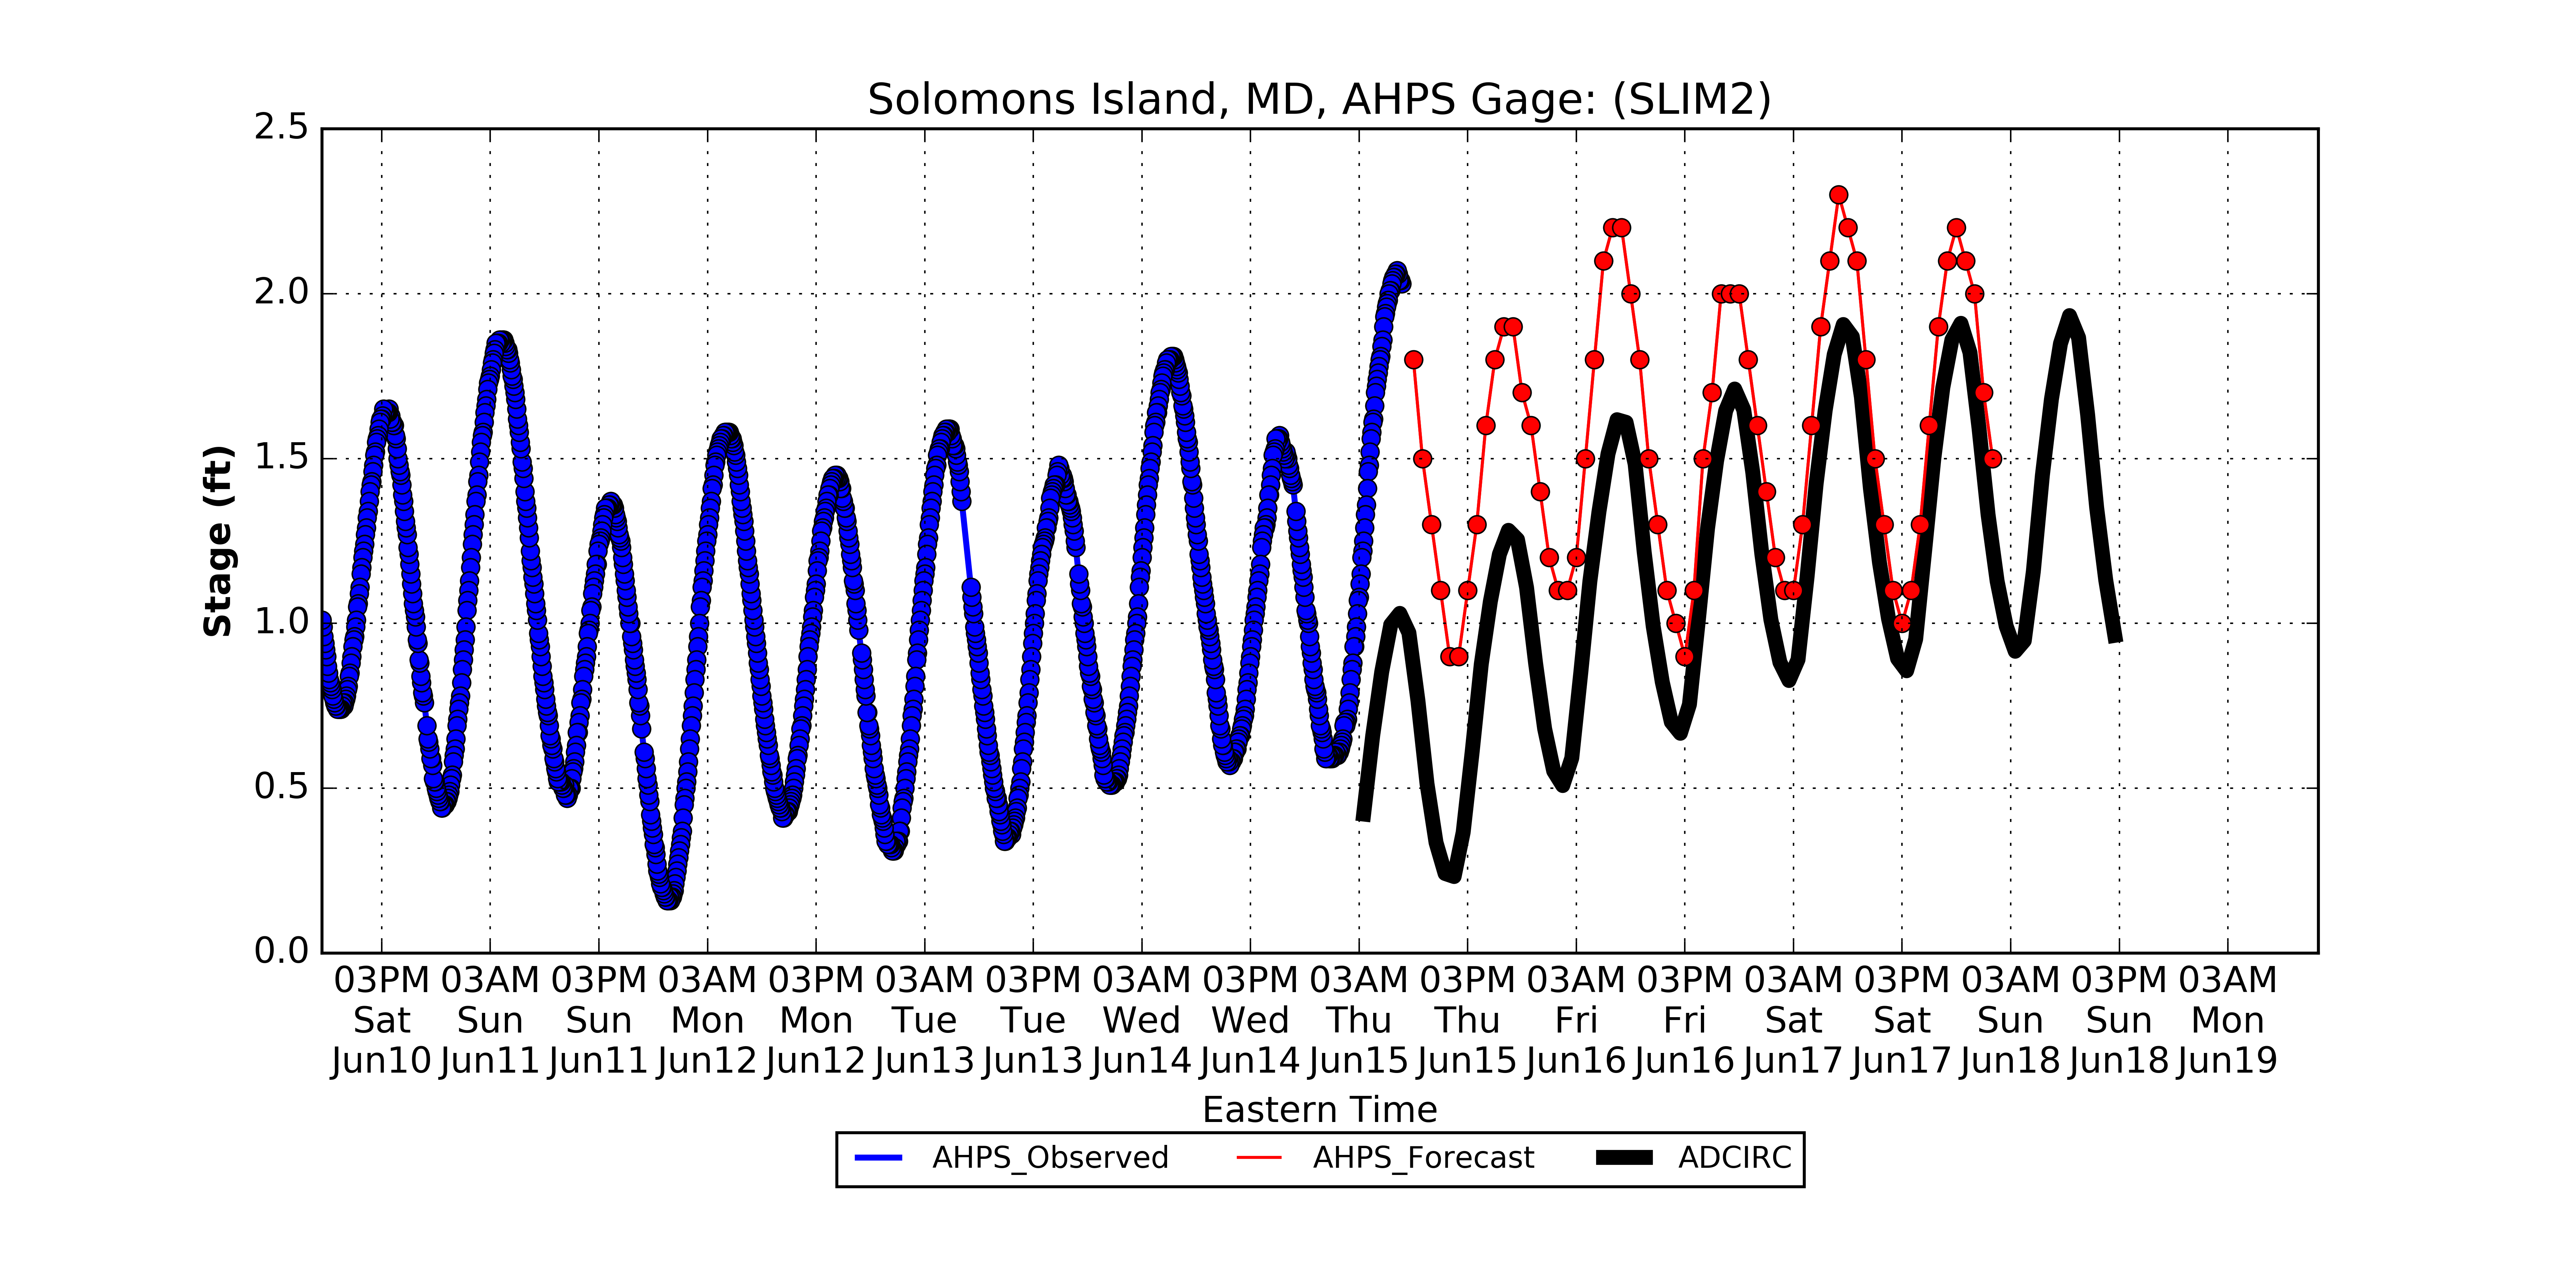 Solomons Island, MD, AHPS Gage: (SLIM2)
Stage (ft)
2.5
2.0
1.5
1.0
0.5
0.0
03PM 03AM 03PM 03AM 03PM 03AM 03PM 03AM 03PM 03AM 03PM 03AM 03PM 03AM 03PM 03AM 03PM 03AM
Sat Sun Sun Mon Mon Tue Tue Wed Wed Thu Thu Fri Fri Sat Sat Sun Sun Mon
Jun10 Jun11 Jun11 Jun12 Jun12 Jun13 Jun13 Jun14 Jun14 Jun15 Jun15 Jun16 Jun16 Jun17 Jun17 Jun18 Jun18 Jun19
Eastern Time
AHPS_Observed AHPS_Forecast ADCIRC